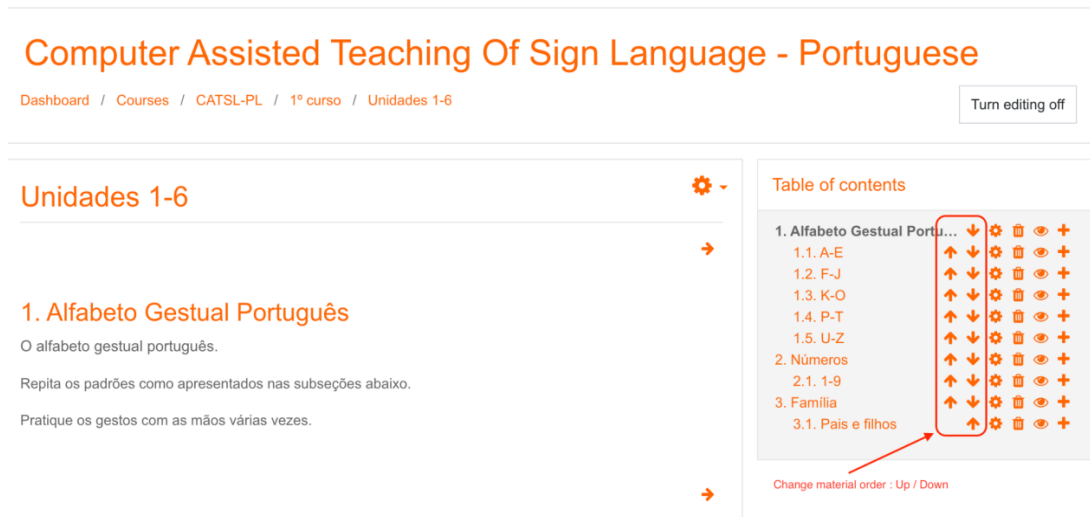 Computer Assisted Teaching Of Sign Language - Portuguese
Dashboard / Courses / CATSL-PL / 1º curso / Unidades 1-6
Turn editing off
Unidades 1-6
1. Alfabeto Gestual Português
O alfabeto gestual português.
Repita os padrões como apresentados nas subseções abaixo.
Pratique os gestos com as mãos várias vezes.
Table of contents
1. Alfabeto Gestual Portu...
1.1. A-E
1.2. F-J
1.3. K-O
1.4. P-T
1.5. U-Z
2. Números
2.1. 1-9
3. Família
3.1. Pais e filhos
Change material order : Up / Down